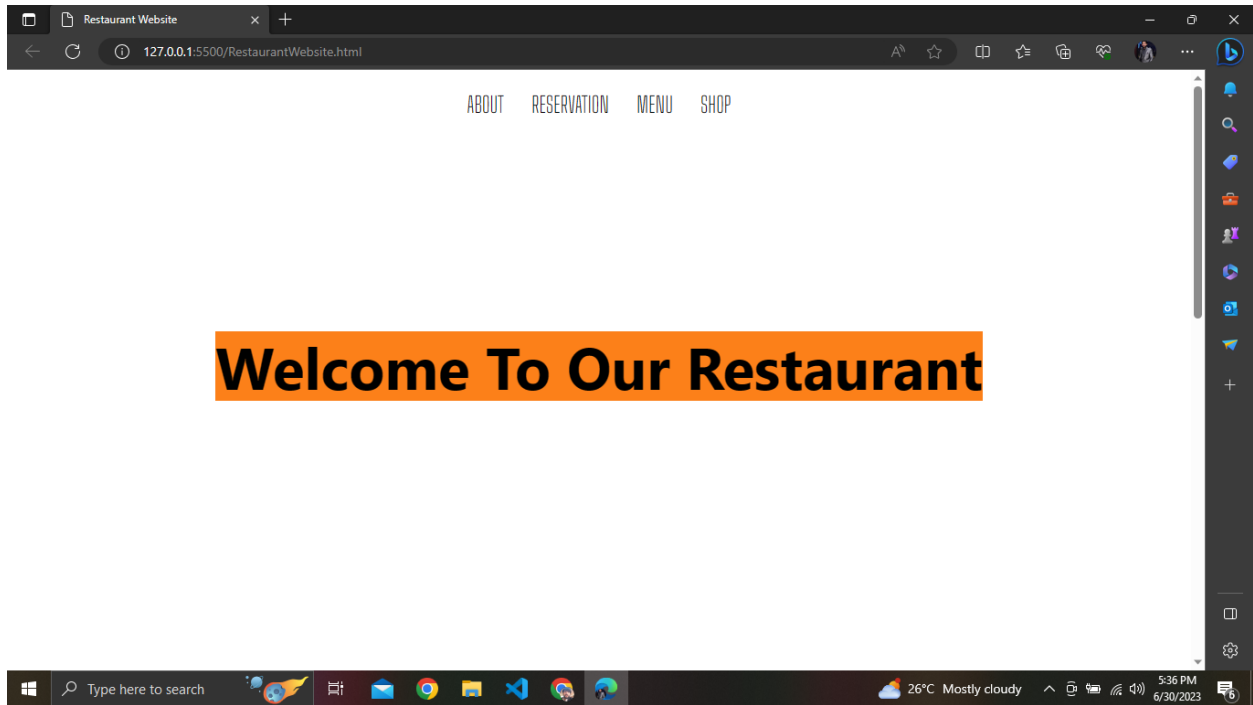 Restaurant Website
127.0.0.1:5500/RestaurantWebsite.html
ABOUT RESERVATION MENU SHOP
Welcome To Our Restaurant
Type here to search
26°C Mostly cloudy
5:36 PM
6/30/2023
6